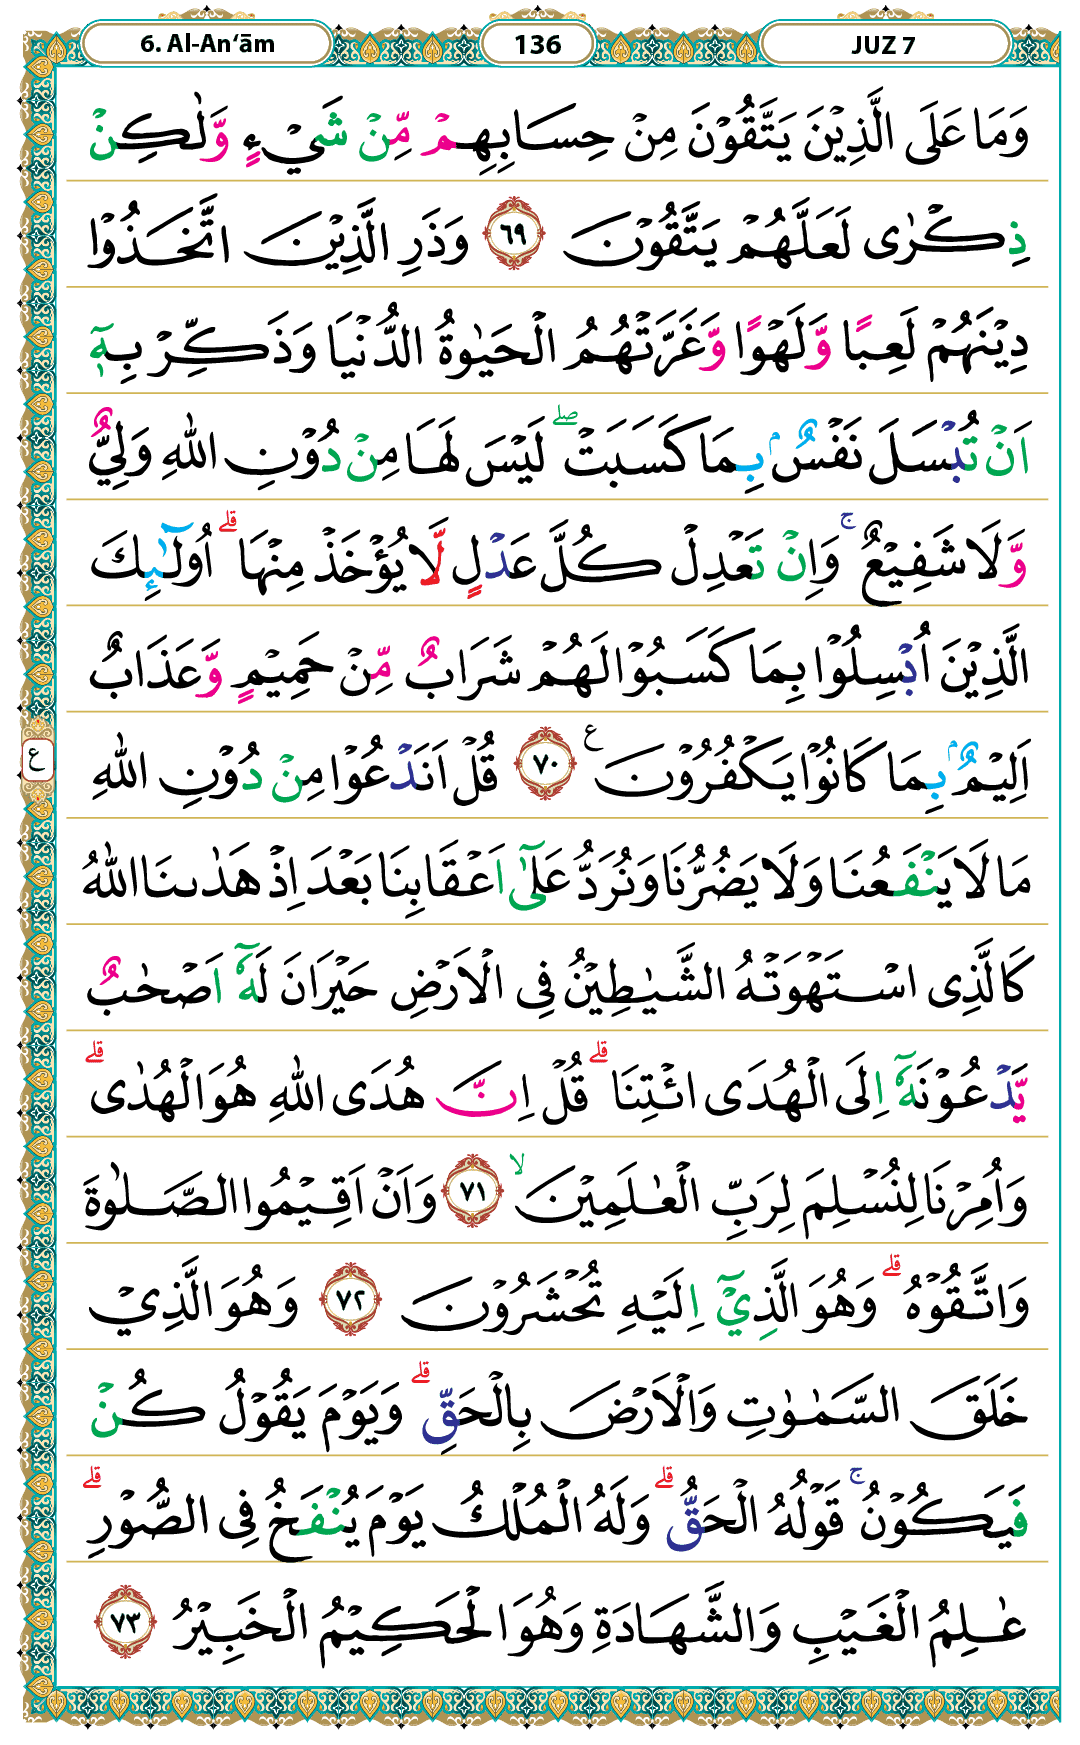 6. Al-An‘ām
136
JUZ 7
وَمَا عَلَى الَّذِيْنَ يَتَّقُوْنَ مِنْ حِسَابِهِمْ مِّنْ شَيْءٍ وَّلٰكِنْ
ذِكْرٰى لَعَلَّهُمْ يَتَّقُوْنَ ٦٩ وَذَرِ الَّذِيْنَ اتَّخَذُوْا
دِيْنَهُمْ لَعِبًا وَّلَهْوًا وَّغَرَّتْهُمُ الْحَيٰوةُ الدُّنْيَا وَذَكِّرْ بِهٖٓ
اَنْ تُبْسَلَ نَفْسٌۢ بِمَا كَسَبَتْۖ لَيْسَ لَهَا مِنْ دُوْنِ اللّٰهِ وَلِيٌّ
وَّلَا شَفِيْعٌۚ وَاِنْ تَعْدِلْ كُلَّ عَدْلٍ لَّا يُؤْخَذْ مِنْهَاۗ اُولٰۤىِٕكَ
الَّذِيْنَ اُبْسِلُوْا بِمَا كَسَبُوْا لَهُمْ شَرَابٌ مِّنْ حَمِيْمٍ وَّعَذَابٌ
ع
اَلِيْمٌۢ بِمَا كَانُوْا يَكْفُرُوْنَ ع ٧٠ قُلْ اَنَدْعُوْا مِنْ دُوْنِ اللّٰهِ
مَا لَا يَنْفَعُنَا وَلَا يَضُرُّنَا وَنُرَدُّ عَلٰٓى اَعْقَابِنَا بَعْدَ اِذْ هَدٰىنَا اللّٰهُ
كَالَّذِى اسْتَهْوَتْهُ الشَّيٰطِيْنُ فِى الْاَرْضِ حَيْرَانَ لَهٗٓ اَصْحٰبٌ
يَّدْعُوْنَهٗٓ اِلَى الْهُدَى ائْتِنَاۗ قُلْ اِنَّ هُدَى اللّٰهِ هُوَ الْهُدٰىۗ
وَاُمِرْنَا لِنُسْلِمَ لِرَبِّ الْعٰلَمِيْنَۙ ٧١ وَاَنْ اَقِيْمُوا الصَّلٰوةَ
وَاتَّقُوْهُۗ وَهُوَ الَّذِيْٓ اِلَيْهِ تُحْشَرُوْنَ ٧٢ وَهُوَ الَّذِيْ
خَلَقَ السَّمٰوٰتِ وَالْاَرْضَ بِالْحَقِّۗ وَيَوْمَ يَقُوْلُ كُنْ
فَيَكُوْنُۚ قَوْلُهُ الْحَقُّۗ وَلَهُ الْمُلْكُ يَوْمَ يُنْفَخُ فِى الصُّوْرِۗ
عٰلِمُ الْغَيْبِ وَالشَّهَادَةِ وَهُوَ الْحَكِيْمُ الْخَبِيْرُ ٧٣